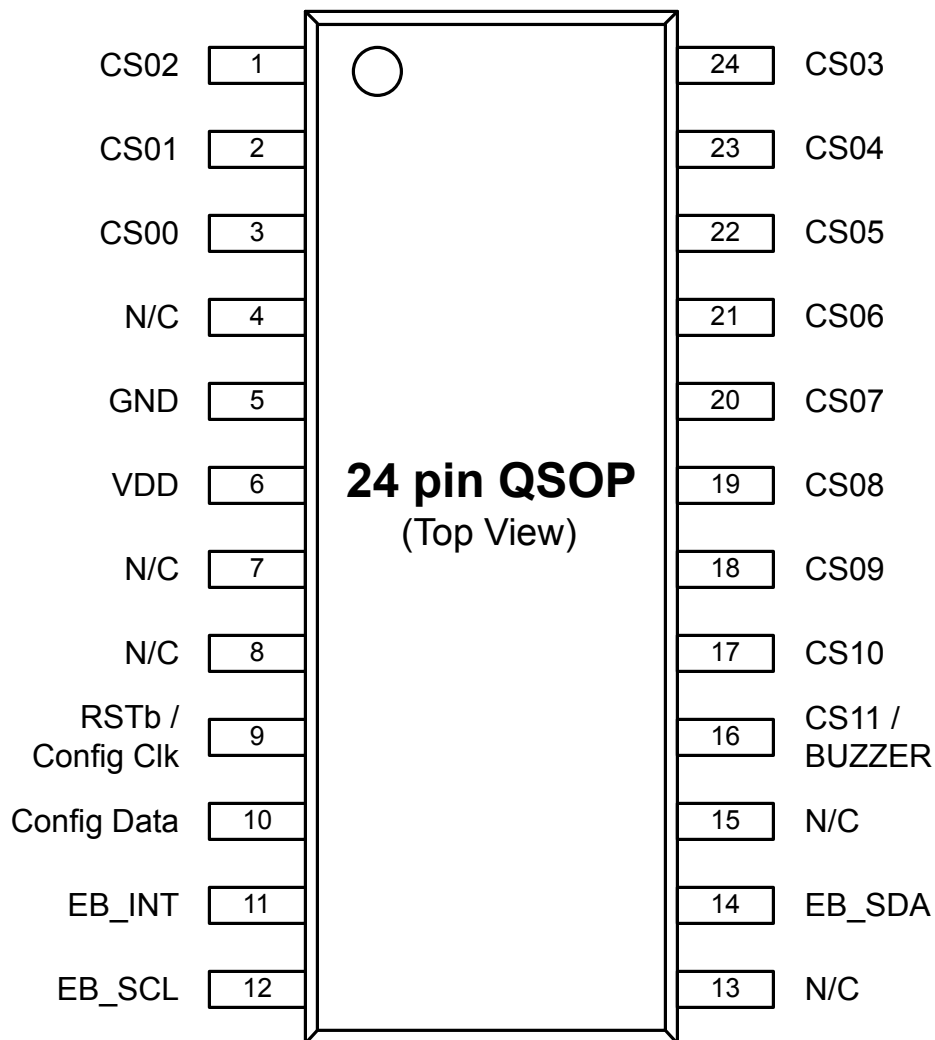 CS02 1
CS01 2
CS00 3
N/C 4
GND 5
VDD 6
N/C 7
N/C 8
RSTb /
Config Clk 9
Config Data 10
EB_INT 11
EB_SCL 12
24 pin QSOP
(Top View)
24 CS03
23 CS04
22 CS05
21 CS06
20 CS07
19 CS08
18 CS09
17 CS10
16 CS11 /
BUZZER
15 N/C
14 EB_SDA
13 N/C